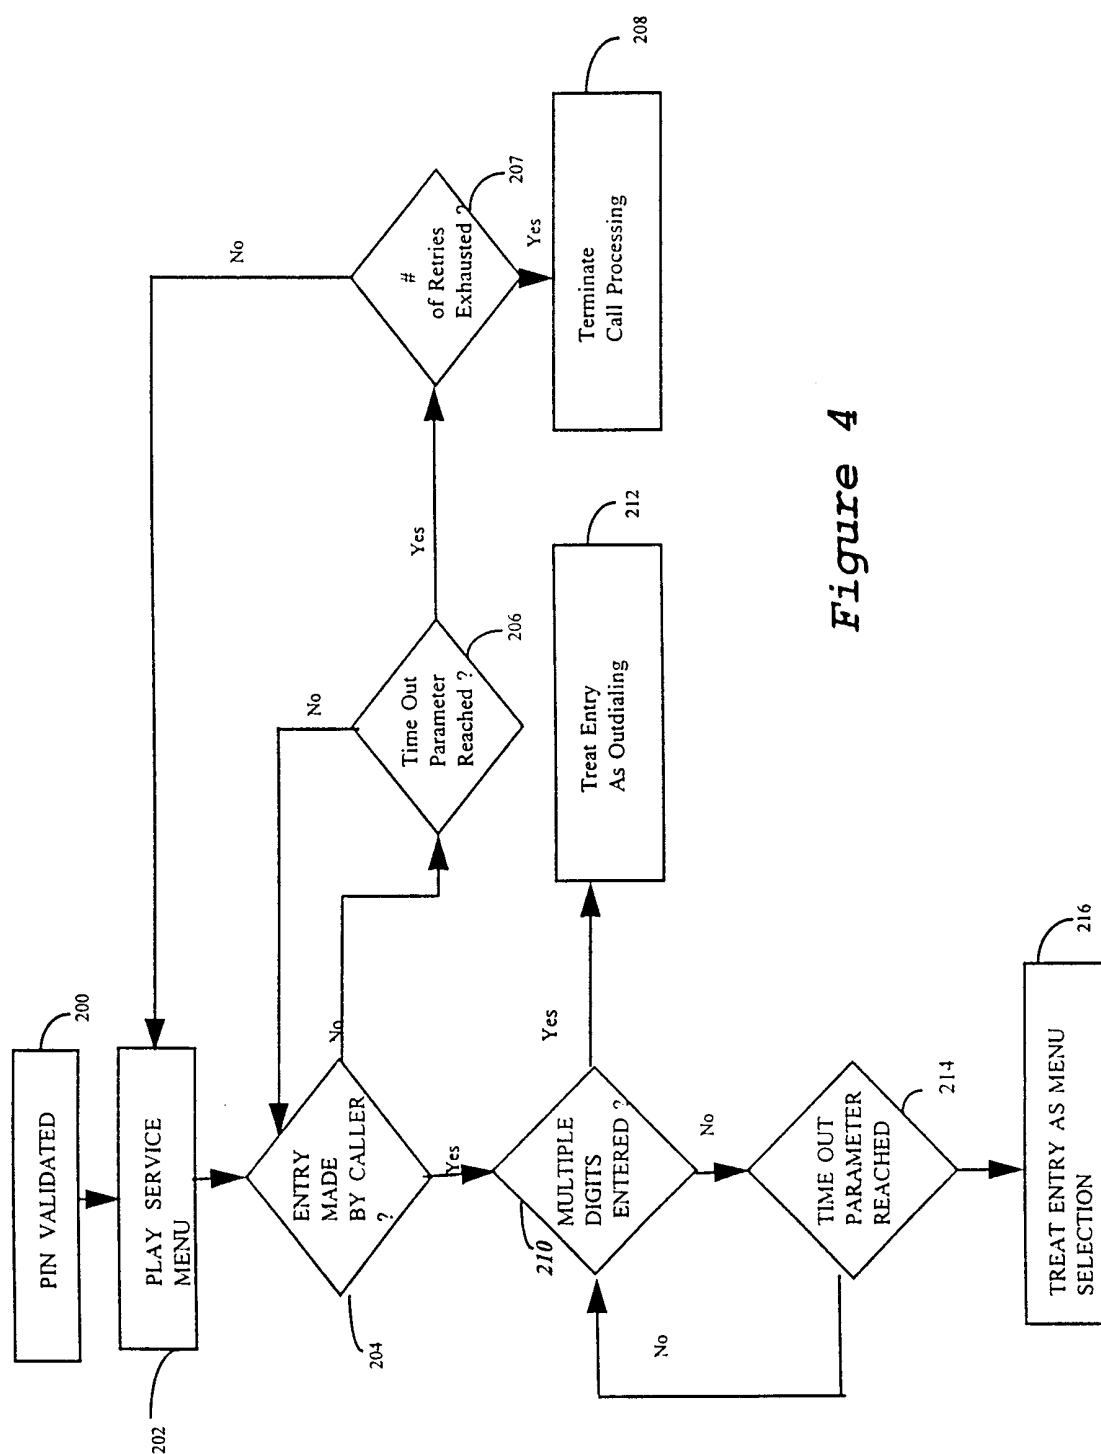 200
PIN VALIDATED
202
PLAY SERVICE
MENU
204
ENTRY
MADE
BY CALLER
?
No
Yes
No
Time Out
Parameter
Reached ?
206
Yes
No
#
of Retries
Exhausted ?
207
Yes
Terminate
Call Processing
208
210
MULTIPLE
DIGITS
ENTERED ?
Yes
Treat Entry
As Outdialing
212
No
No
TIME OUT
PARAMETER
REACHED
214
TREAT ENTRY AS MENU
SELECTION
216
Figure 4